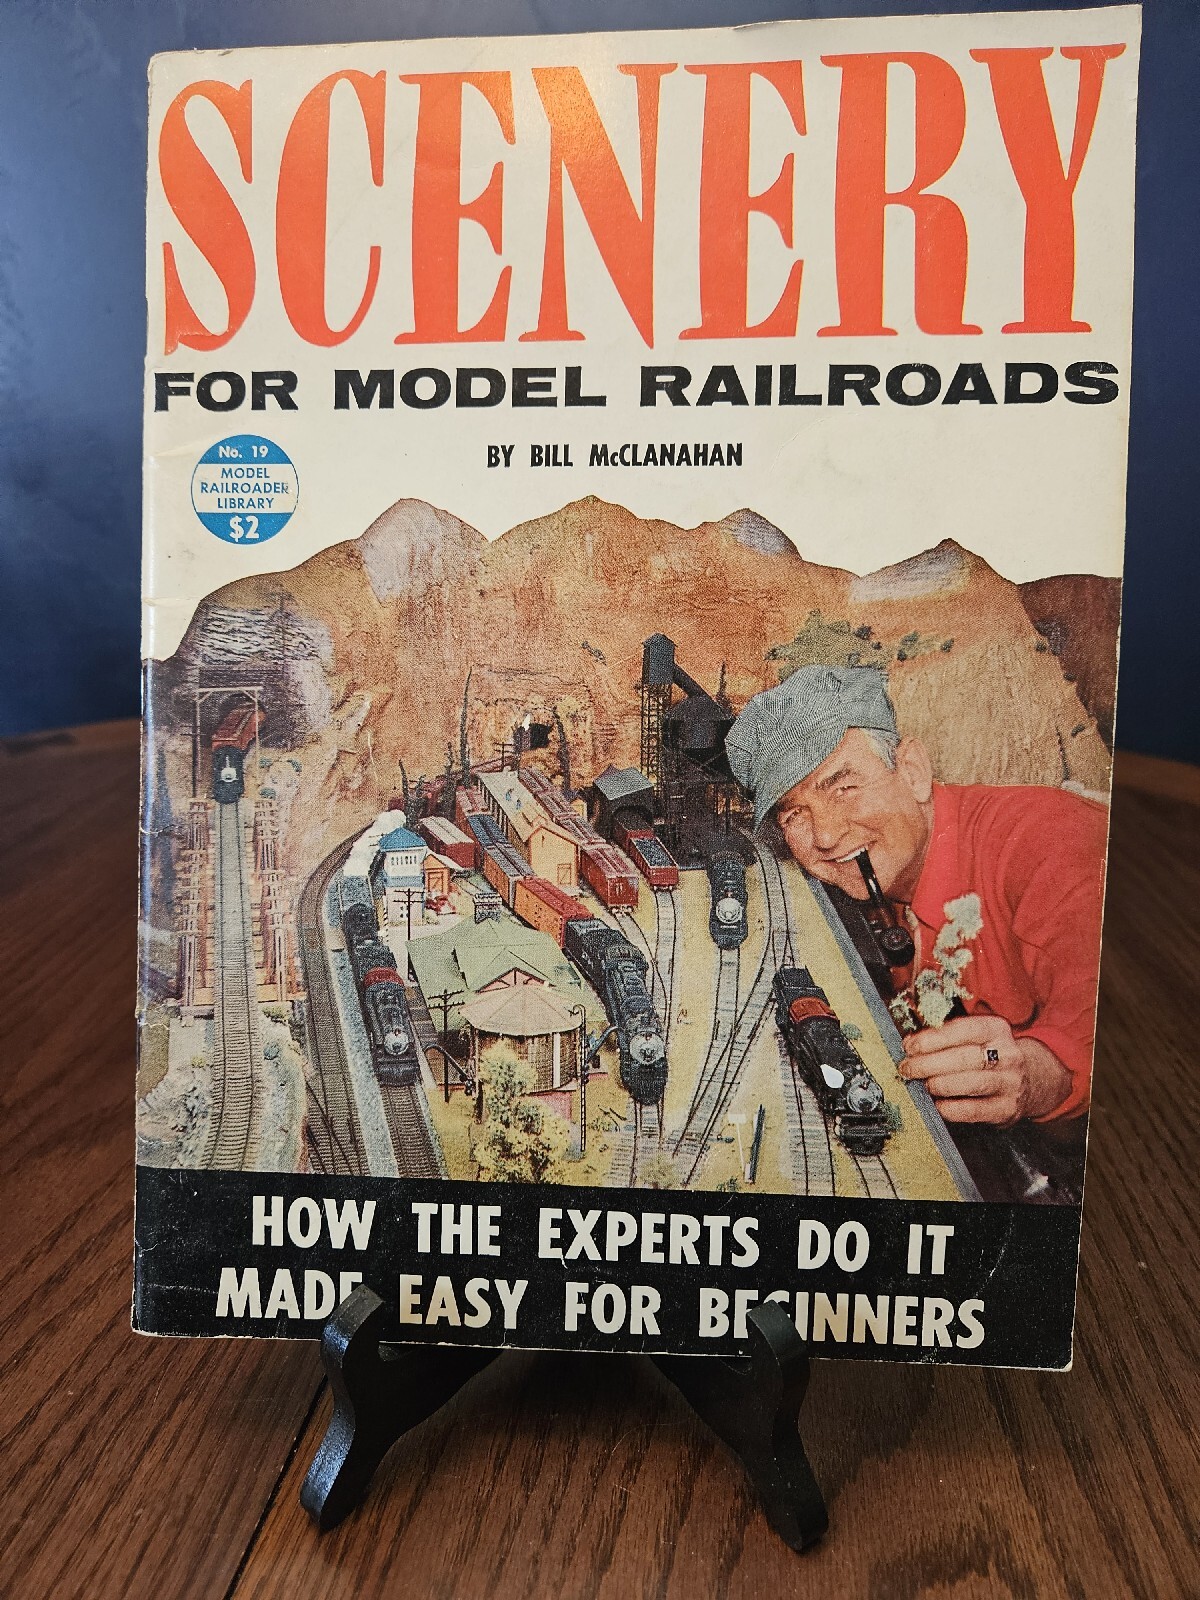 SCENERY
FOR MODEL RAILROADS
BY BILL McCLANAHAN
No. 19
MODEL
RAILROADER
LIBRARY
$2
HOW THE EXPERTS DO IT
MADE EASY FOR BEGINNERS